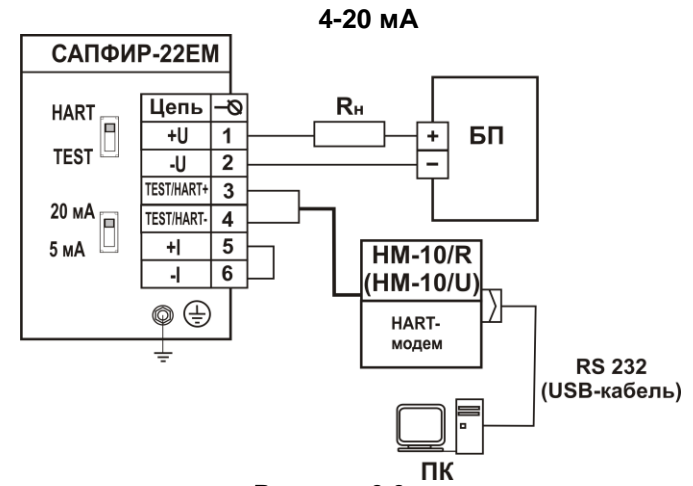 4-20 мА
САПФИР-22ЕМ
HART
TEST
20 мА
5 мА
Цепь
+U 1
-U 2
TEST/HART+ 3
TEST/HART- 4
+I 5
-I 6
Rн
+
−
БП
HM-10/R
(HM-10/U)
HART-
модем
RS 232
(USB-кабель)
ПК